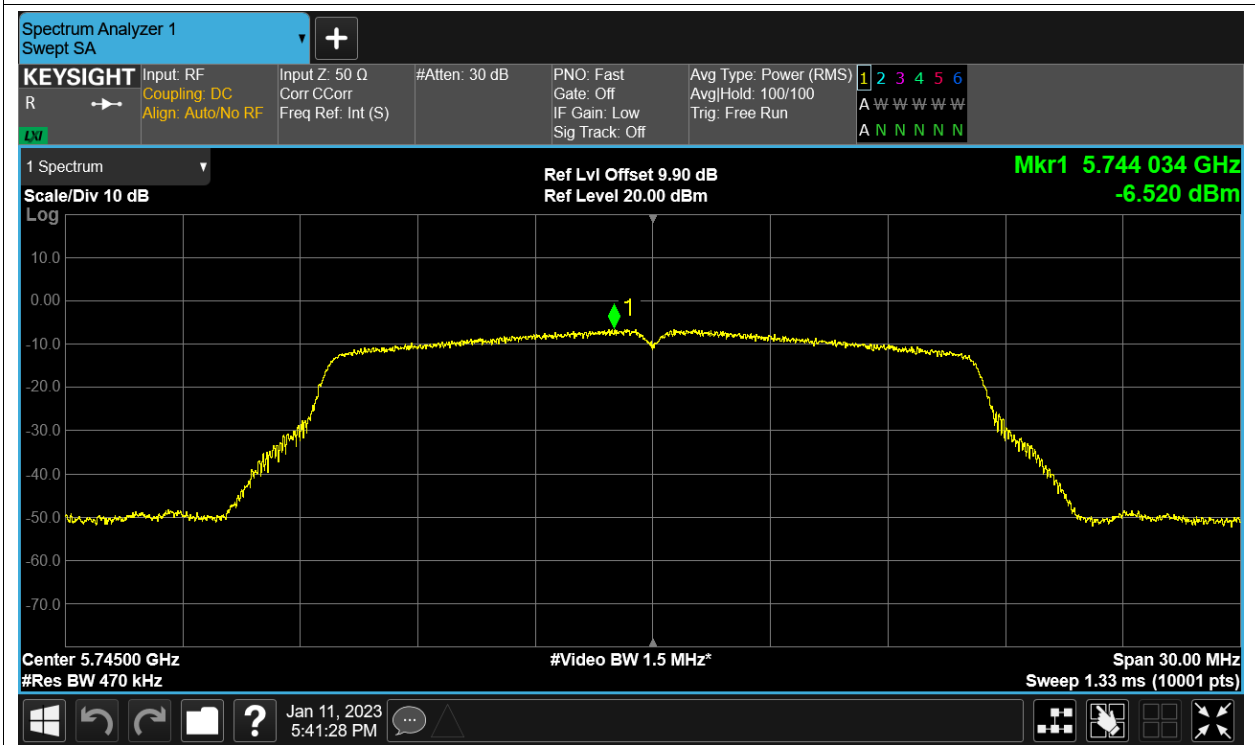 Spectrum Analyzer 1
Swept SA
KEYSIGHT
R
LXI
Input: RF
Coupling: DC
Align: Auto/No RF
Input Z: 50 Ω
Corr CCorr
Freq Ref: Int (S)
#Atten: 30 dB
PNO: Fast
Gate: Off
IF Gain: Low
Sig Track: Off
Avg Type: Power (RMS)
Avg|Hold: 100/100
Trig: Free Run
1 2 3 4 5 6
A W W W W W
A N N N N N
1 Spectrum
Scale/Div 10 dB
Log
Ref Lvl Offset 9.90 dB
Ref Level 20.00 dBm
Mkr1 5.744 034 GHz
-6.520 dBm
1
10.0
0.00
-10.0
-20.0
-30.0
-40.0
-50.0
-60.0
-70.0
Center 5.74500 GHz
#Res BW 470 kHz
#Video BW 1.5 MHz*
Span 30.00 MHz
Sweep 1.33 ms (10001 pts)
?
Jan 11, 2023
5:41:28 PM